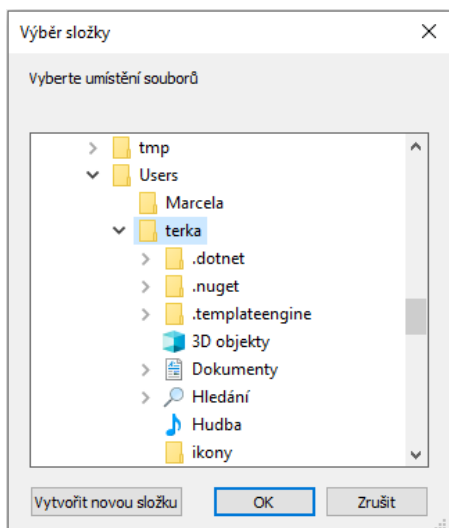 Výběr složky
Vyberte umístění souborů
tmp
Users
Marcela
terka
.dotnet
.nuget
.templateengine
3D objekty
Dokumenty
Hledání
Hudba
ikony
Vytvořit novou složku OK Zrušit